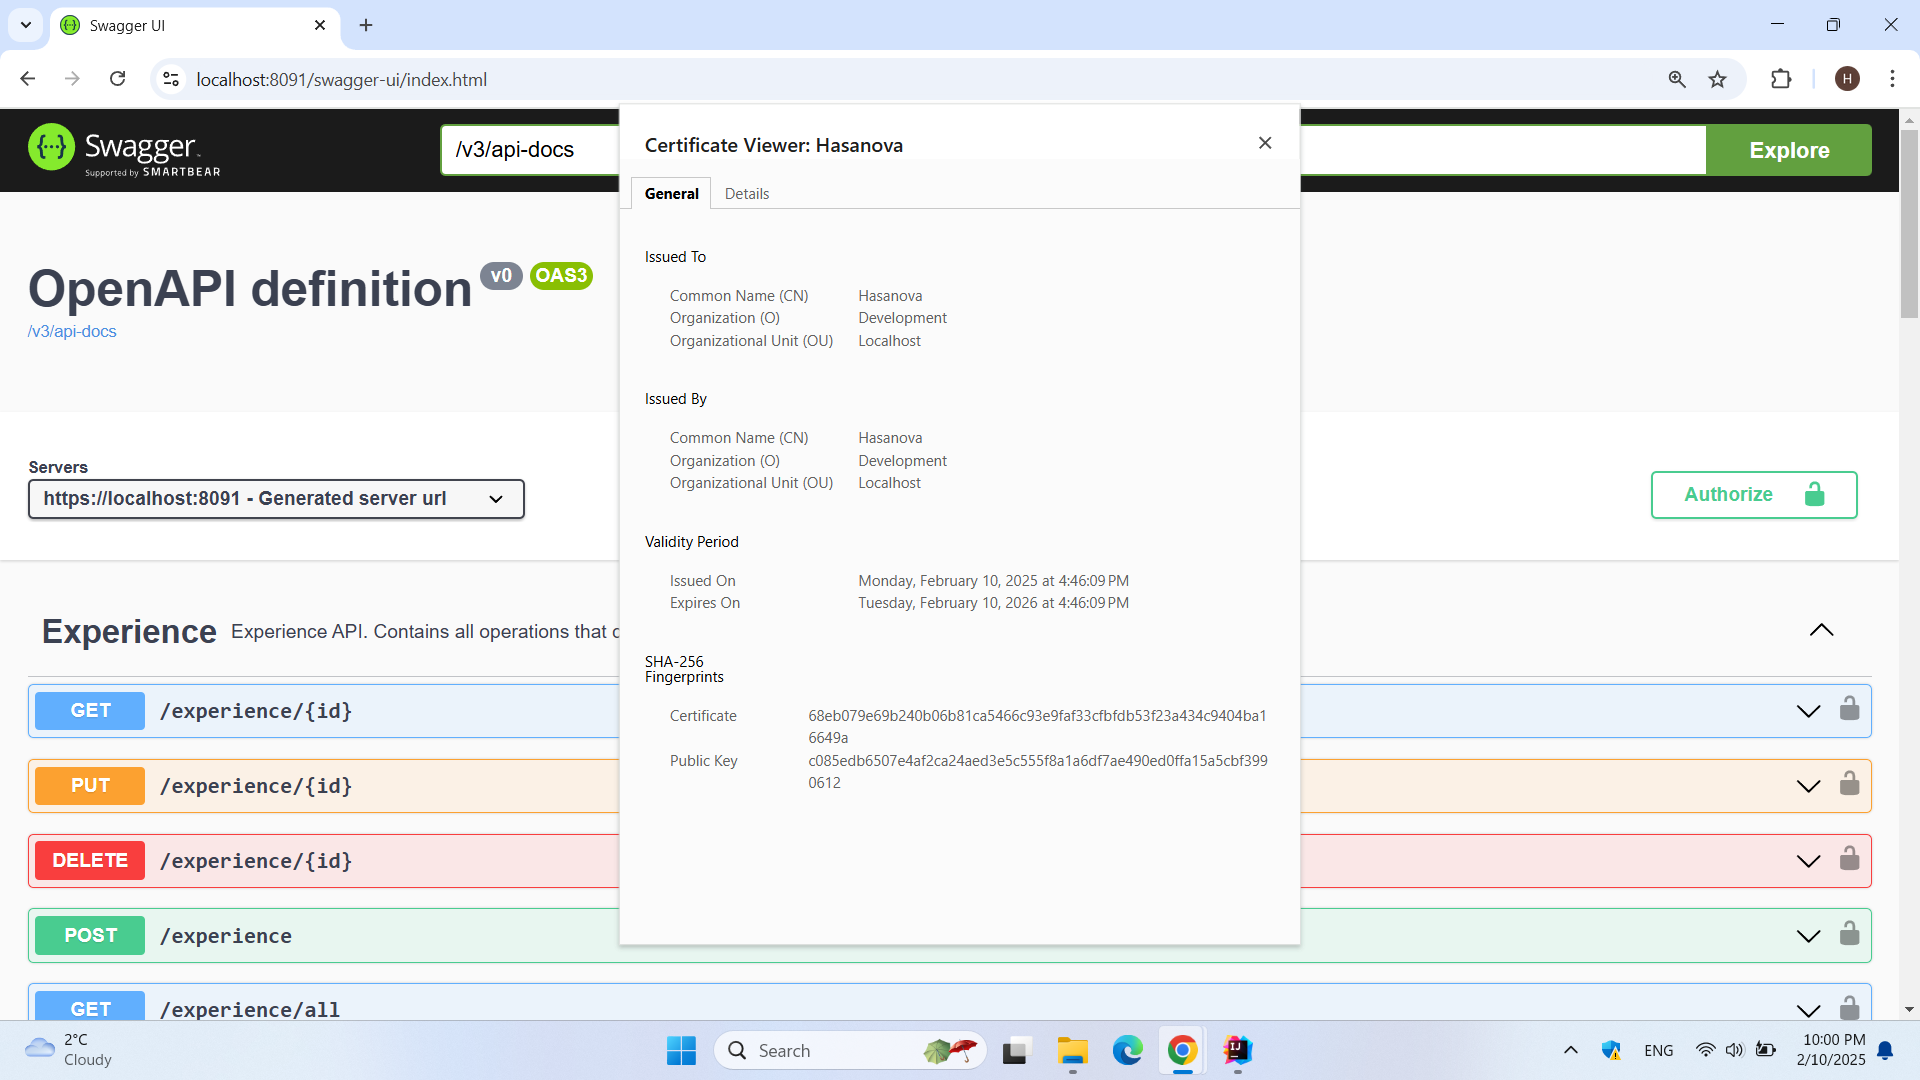 Swagger UI
localhost:8091/swagger-ui/index.html
H
Swagger
Supported by SMARTBEAR
/v3/api-docs
Explore
OpenAPI definition v0 OAS3
/v3/api-docs
Servers
https://localhost:8091 - Generated server url
Authorize
Experience Experience API. Contains all operations that
GET /experience/{id}
PUT /experience/{id}
DELETE /experience/{id}
POST /experience
GET /experience/all
Certificate Viewer: Hasanova
General Details
Issued To
Common Name (CN) Hasanova
Organization (O) Development
Organizational Unit (OU) Localhost
Issued By
Common Name (CN) Hasanova
Organization (O) Development
Organizational Unit (OU) Localhost
Validity Period
Issued On Monday, February 10, 2025 at 4:46:09 PM
Expires On Tuesday, February 10, 2026 at 4:46:09 PM
SHA-256
Fingerprints
Certificate 68eb079e69b240b06b81ca5466c93e9faf33cfbfdb53f23a434c9404ba1
6649a
Public Key c085edb6507e4af2ca24aed3e5c555f8a1a6df7ae490ed0ffa15a5cbf399
0612
2°C
Cloudy
Search
IJ
ENG
10:00 PM
2/10/2025